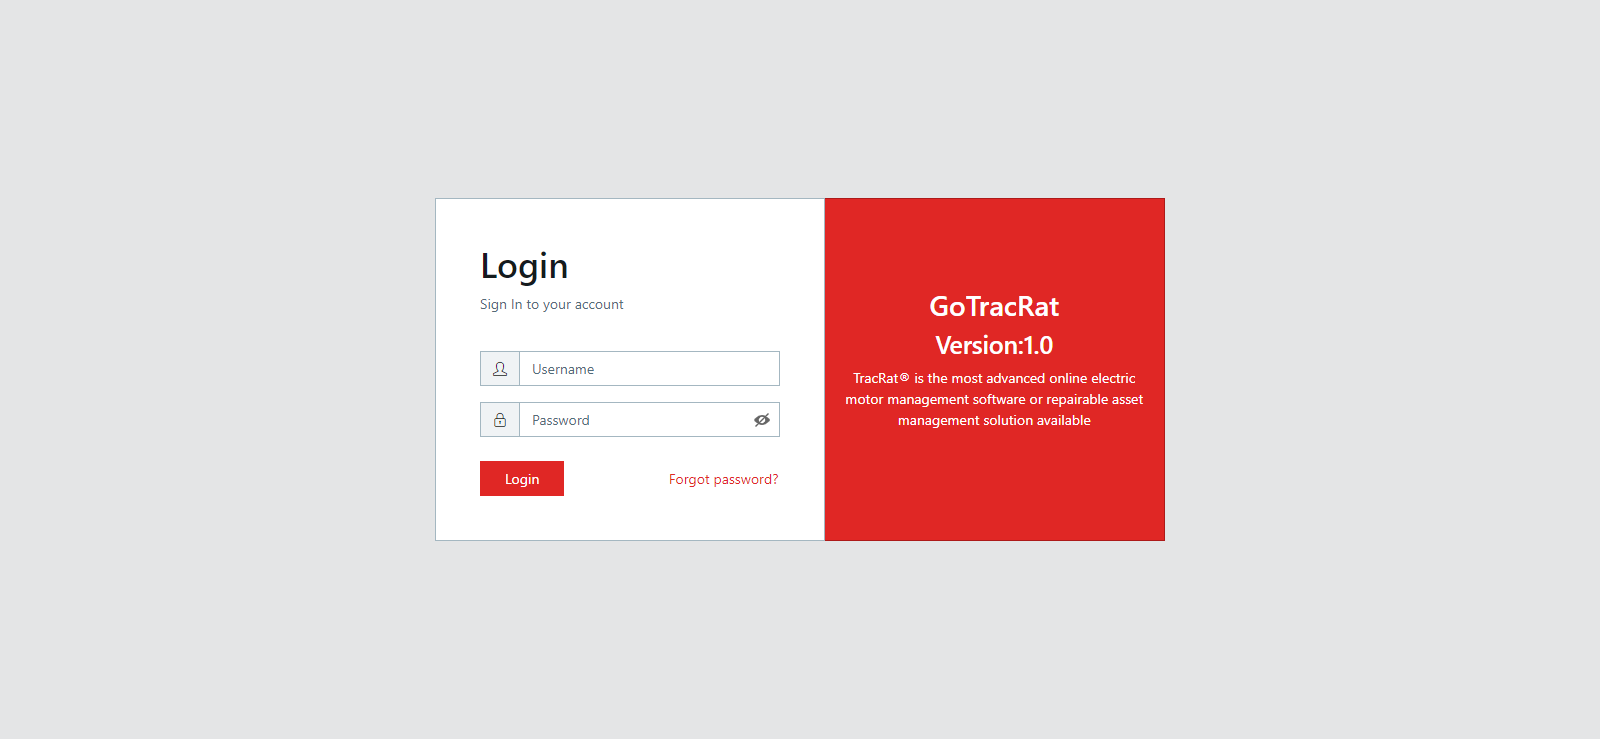 Login
Sign In to your account
Username
Password
Login
Forgot password?
GoTracRat
Version:1.0
TracRat® is the most advanced online electric
motor management software or repairable asset
management solution available